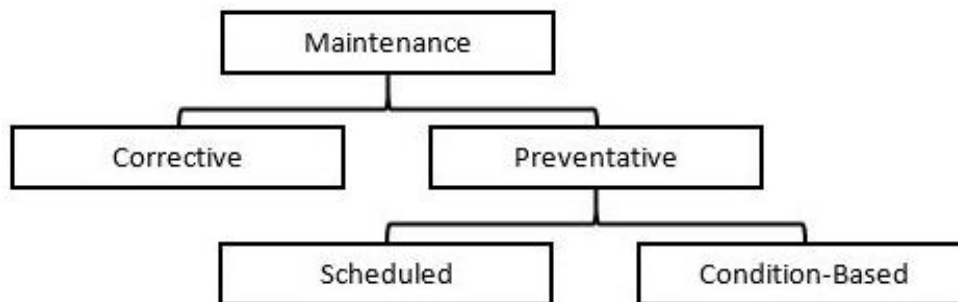 Maintenance
Corrective
Preventative
Scheduled
Condition-Based